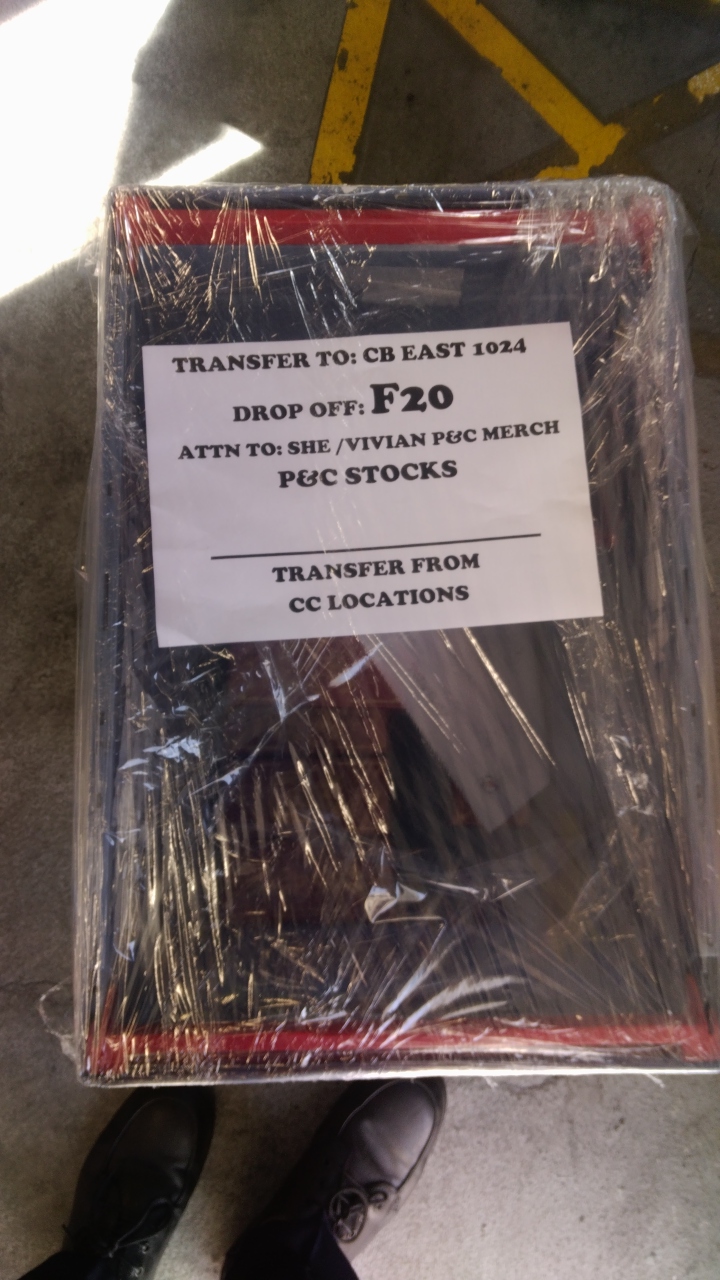 TRANSFER TO: CB EAST 1024
DROP OFF: F20
ATTN TO: SHE /VIVIAN P&C MERCH
P&C STOCKS
TRANSFER FROM
CC LOCATIONS